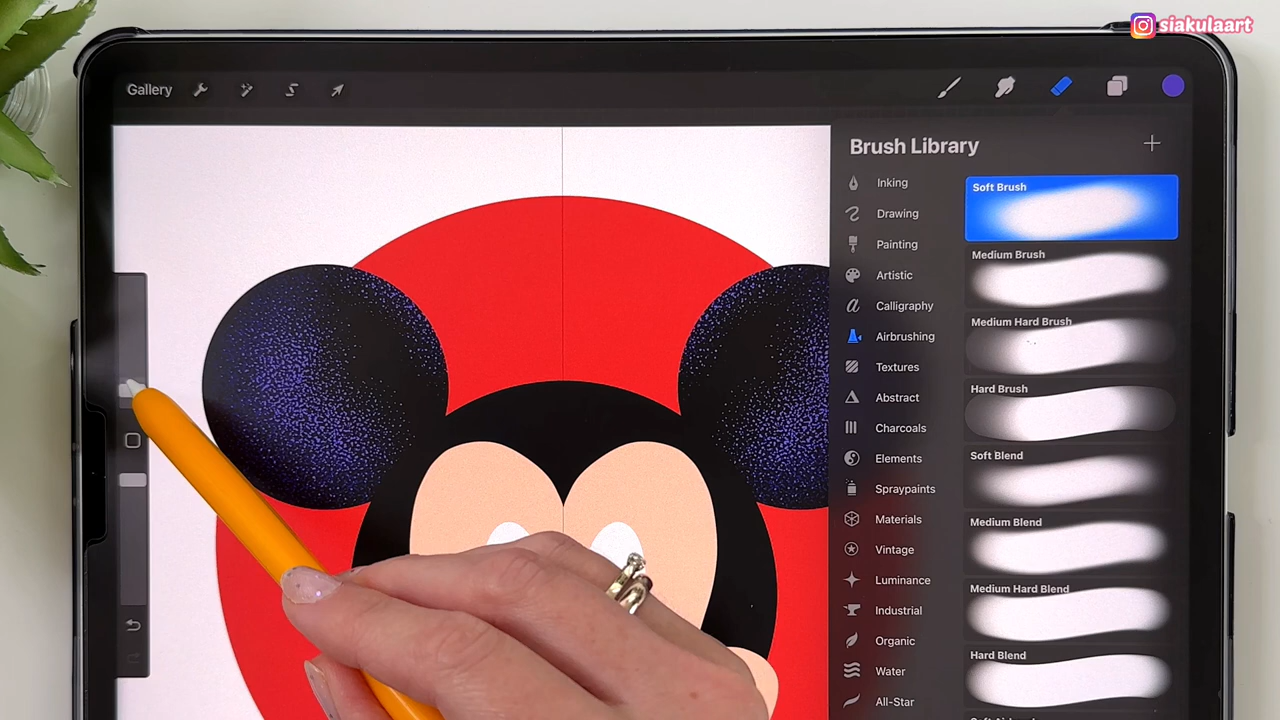 siakulaart
Gallery
Brush Library
Inking
Drawing
Painting
Artistic
Calligraphy
Airbrushing
Textures
Abstract
Charcoals
Elements
Spraypaints
Materials
Vintage
Luminance
Industrial
Organic
Water
All-Star
Soft Brush
Medium Brush
Medium Hard Brush
Hard Brush
Soft Blend
Medium Blend
Medium Hard Blend
Hard Blend